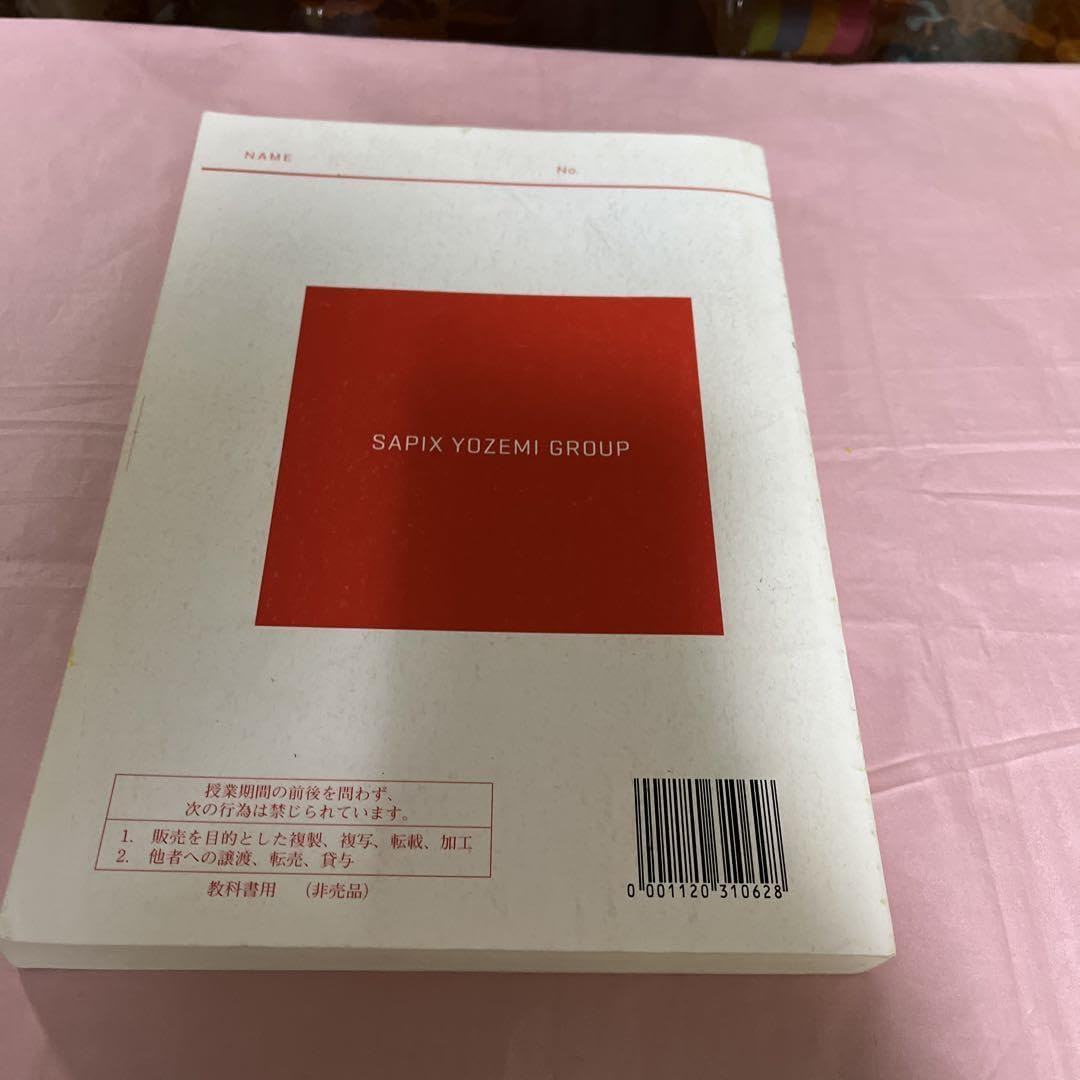 NAME
No.
SAPIX YOZEMI GROUP
授業期間の前後を問わず、
次の行為は禁じられています。
1. 販売を目的とした複製、複写、転載、加工
2. 他者への譲渡、転売、貸与
教科書用 （非売品）
0 001120 310628